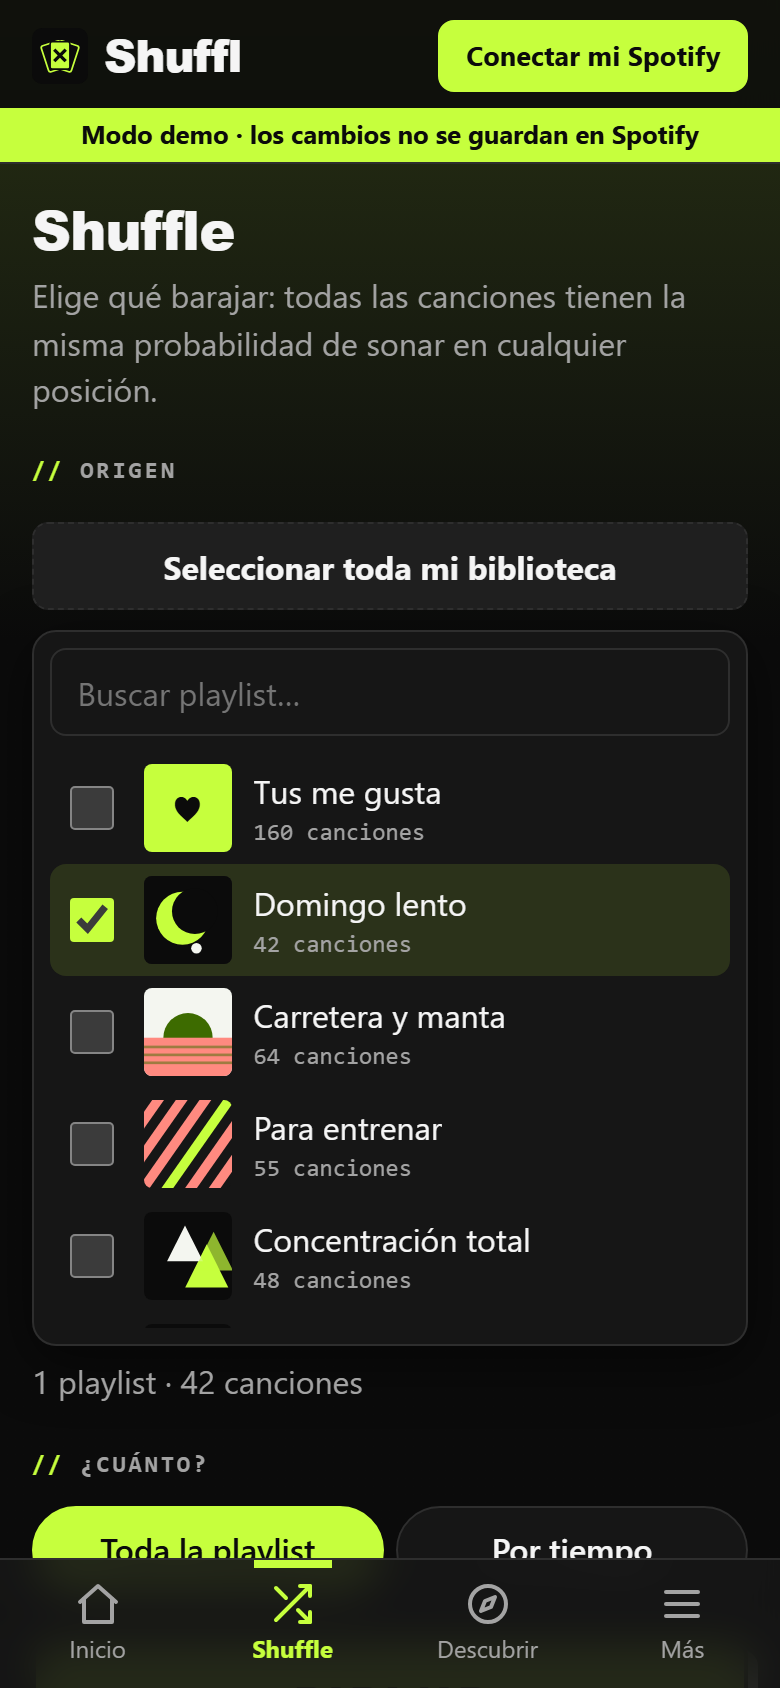 Shuffl
Conectar mi Spotify
Modo demo · los cambios no se guardan en Spotify
Shuffle
Elige qué barajar: todas las canciones tienen la
misma probabilidad de sonar en cualquier
posición.
// ORIGEN
Seleccionar toda mi biblioteca
Buscar playlist...
Tus me gusta
160 canciones
Domingo lento
42 canciones
Carretera y manta
64 canciones
Para entrenar
55 canciones
Concentración total
48 canciones
1 playlist · 42 canciones
// ¿CUÁNTO?
Toda la playlist
Por tiempo
Inicio
Shuffle
Descubrir
Más